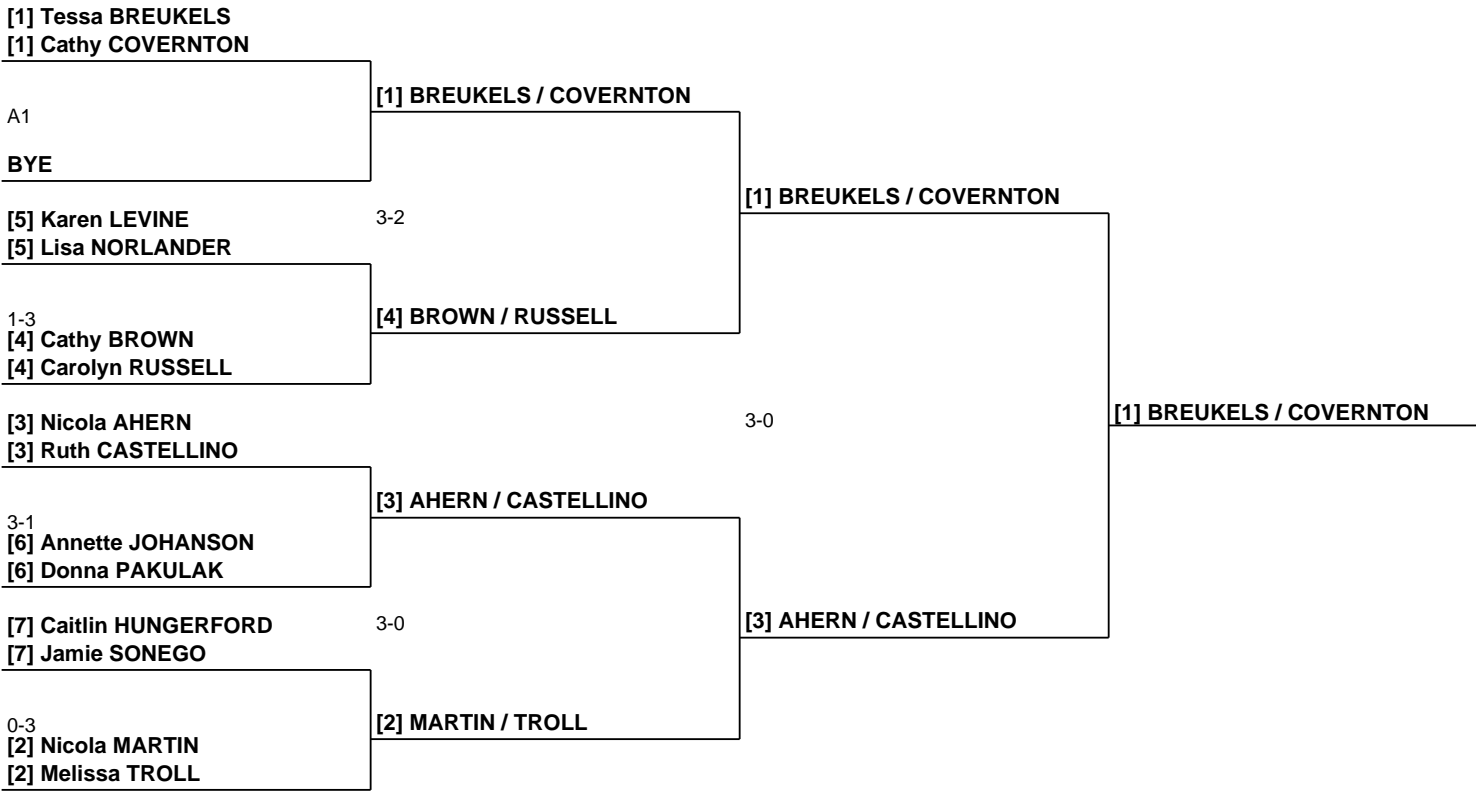 [1] Tessa BREUKELS
[1] Cathy COVERNTON
A1
BYE
[5] Karen LEVINE
[5] Lisa NORLANDER
1-3
[4] Cathy BROWN
[4] Carolyn RUSSELL
[3] Nicola AHERN
[3] Ruth CASTELLINO
3-1
[6] Annette JOHANSON
[6] Donna PAKULAK
[7] Caitlin HUNGERFORD
[7] Jamie SONEGO
0-3
[2] Nicola MARTIN
[2] Melissa TROLL
[1] BREUKELS / COVERNTON
3-2
[4] BROWN / RUSSELL
[3] AHERN / CASTELLINO
3-0
[2] MARTIN / TROLL
[1] BREUKELS / COVERNTON
3-0
[3] AHERN / CASTELLINO
[1] BREUKELS / COVERNTON